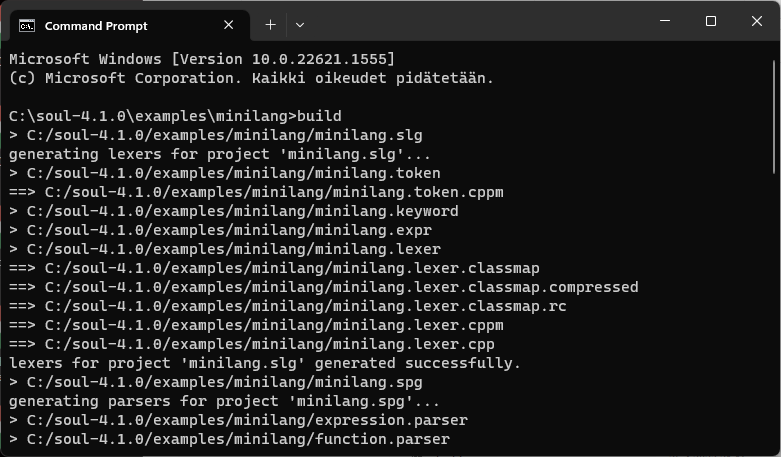 Command Prompt
Microsoft Windows [Version 10.0.22621.1555]
(c) Microsoft Corporation. Kaikki oikeudet pidätetään.
C:\soul-4.1.0\examples\minilang>build
> C:/soul-4.1.0/examples/minilang/minilang.slg
generating lexers for project 'minilang.slg'...
> C:/soul-4.1.0/examples/minilang/minilang.token
==> C:/soul-4.1.0/examples/minilang/minilang.token.cppm
> C:/soul-4.1.0/examples/minilang/minilang.keyword
> C:/soul-4.1.0/examples/minilang/minilang.expr
> C:/soul-4.1.0/examples/minilang/minilang.lexer
==> C:/soul-4.1.0/examples/minilang/minilang.lexer.classmap
==> C:/soul-4.1.0/examples/minilang/minilang.lexer.classmap.compressed
==> C:/soul-4.1.0/examples/minilang/minilang.lexer.classmap.rc
==> C:/soul-4.1.0/examples/minilang/minilang.lexer.cppm
==> C:/soul-4.1.0/examples/minilang/minilang.lexer.cpp
lexers for project 'minilang.slg' generated successfully.
> C:/soul-4.1.0/examples/minilang/minilang.spg
generating parsers for project 'minilang.spg'...
> C:/soul-4.1.0/examples/minilang/expression.parser
> C:/soul-4.1.0/examples/minilang/function.parser